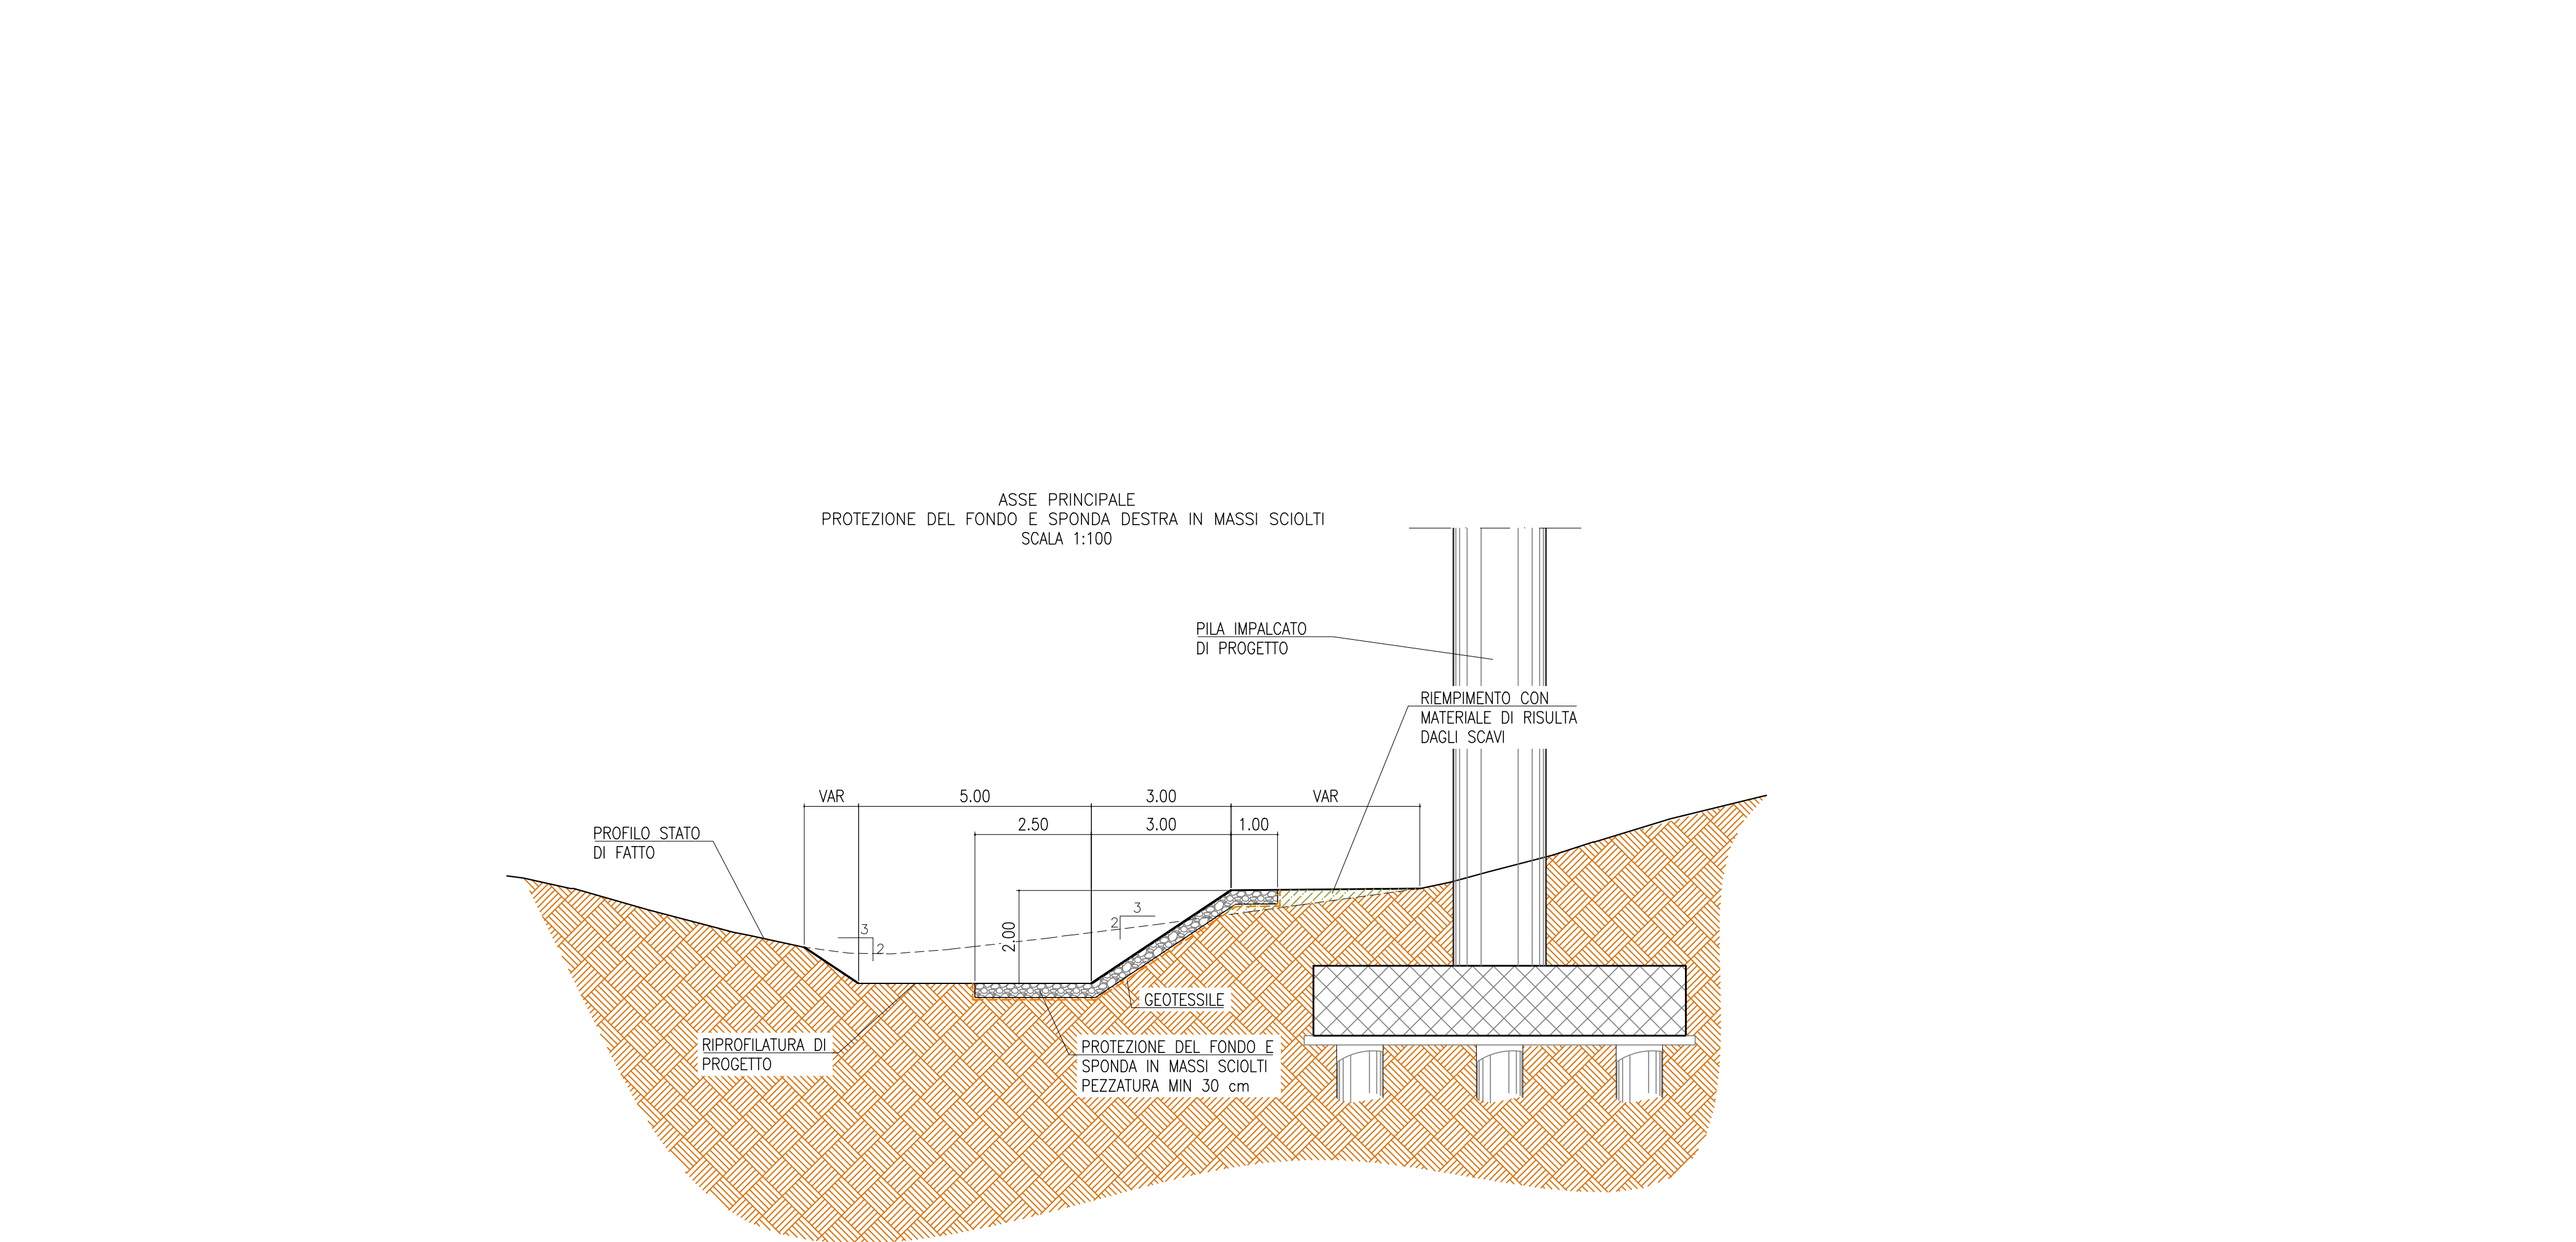 ASSE PRINCIPALE
PROTEZIONE DEL FONDO E SPONDA DESTRA IN MASSI SCIOLTI
SCALA 1:100
PILA IMPALCATO
DI PROGETTO
RIEMPIMENTO CON
MATERIALE DI RISULTA
DAGLI SCAVI
VAR 5.00 3.00 VAR
2.50 3.00 1.00
PROFILO STATO
DI FATTO
3
2
2.00
3
2
GEOTESSILE
RIPROFILATURA DI
PROGETTO
PROTEZIONE DEL FONDO E
SPONDA IN MASSI SCIOLTI
PEZZATURA MIN 30 cm